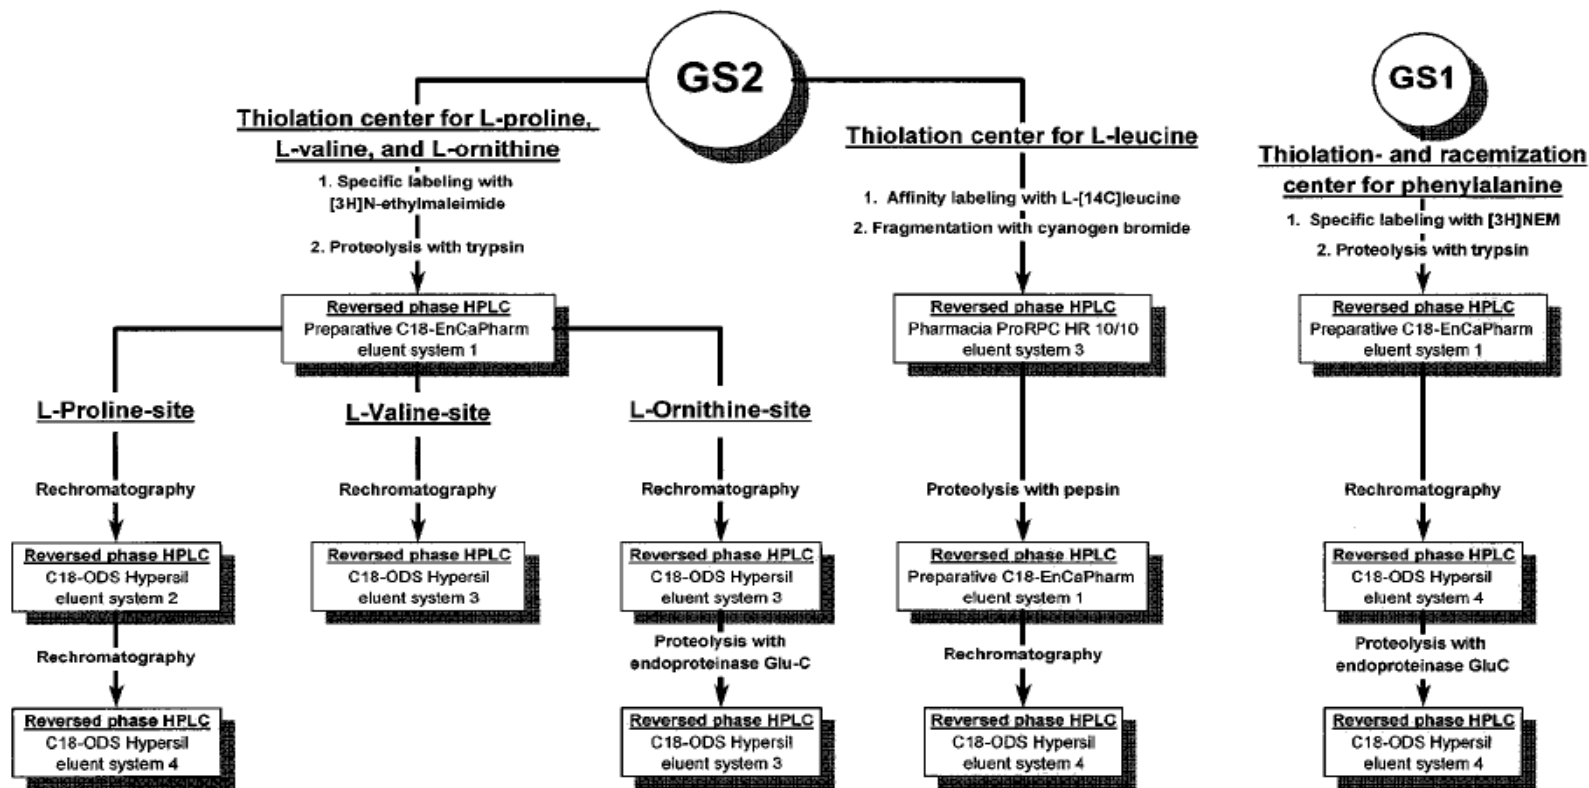 GS2
GS1
Thiolation center for L-proline,
L-valine, and L-ornithine
1. Specific labeling with
[3H]N-ethylmaleimide
2. Proteolysis with trypsin
Reversed phase HPLC
Preparative C18-EnCaPharm
eluent system 1
L-Proline-site
Rechromatography
Reversed phase HPLC
C18-ODS Hypersil
eluent system 2
Rechromatography
Reversed phase HPLC
C18-ODS Hypersil
eluent system 4
L-Valine-site
Rechromatography
Reversed phase HPLC
C18-ODS Hypersil
eluent system 3
L-Ornithine-site
Rechromatography
Reversed phase HPLC
C18-ODS Hypersil
eluent system 3
Proteolysis with
endoproteinase Glu-C
Reversed phase HPLC
C18-ODS Hypersil
eluent system 3
Thiolation center for L-leucine
1. Affinity labeling with L-[14C]leucine
2. Fragmentation with cyanogen bromide
Reversed phase HPLC
Pharmacia ProRPC HR 10/10
eluent system 3
Proteolysis with pepsin
Reversed phase HPLC
Preparative C18-EnCaPharm
eluent system 1
Rechromatography
Reversed phase HPLC
C18-ODS Hypersil
eluent system 4
Thiolation- and racemization
center for phenylalanine
1. Specific labeling with [3H]NEM
2. Proteolysis with trypsin
Reversed phase HPLC
Preparative C18-EnCaPharm
eluent system 1
Rechromatography
Reversed phase HPLC
C18-ODS Hypersil
eluent system 4
Proteolysis with
endoproteinase GluC
Reversed phase HPLC
C18-ODS Hypersil
eluent system 4